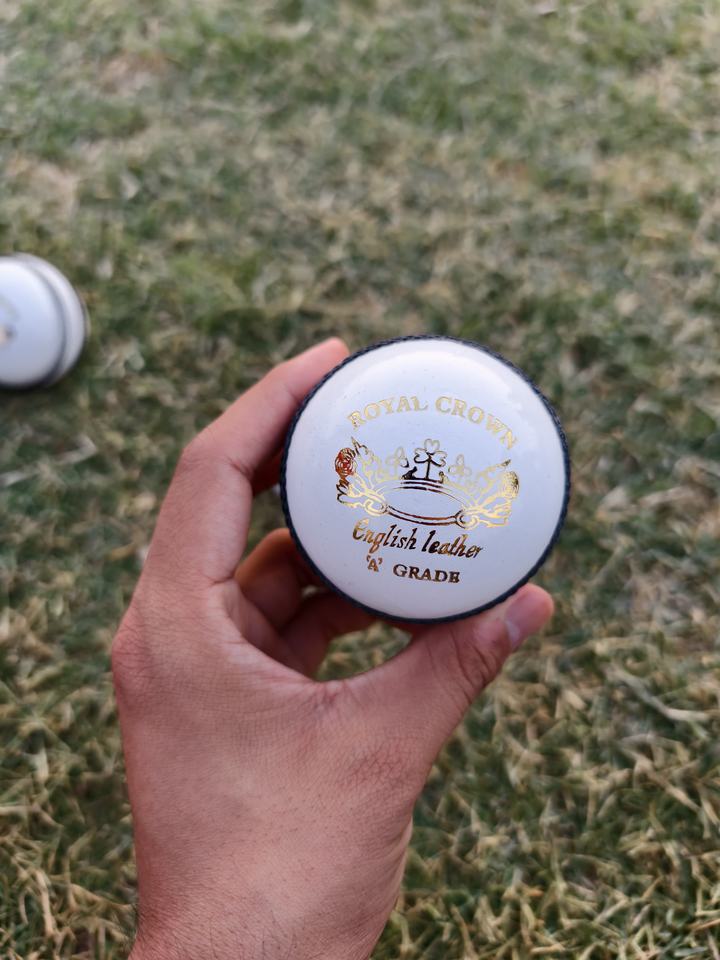 ROYAL CROWN
English leather
'A' GRADE